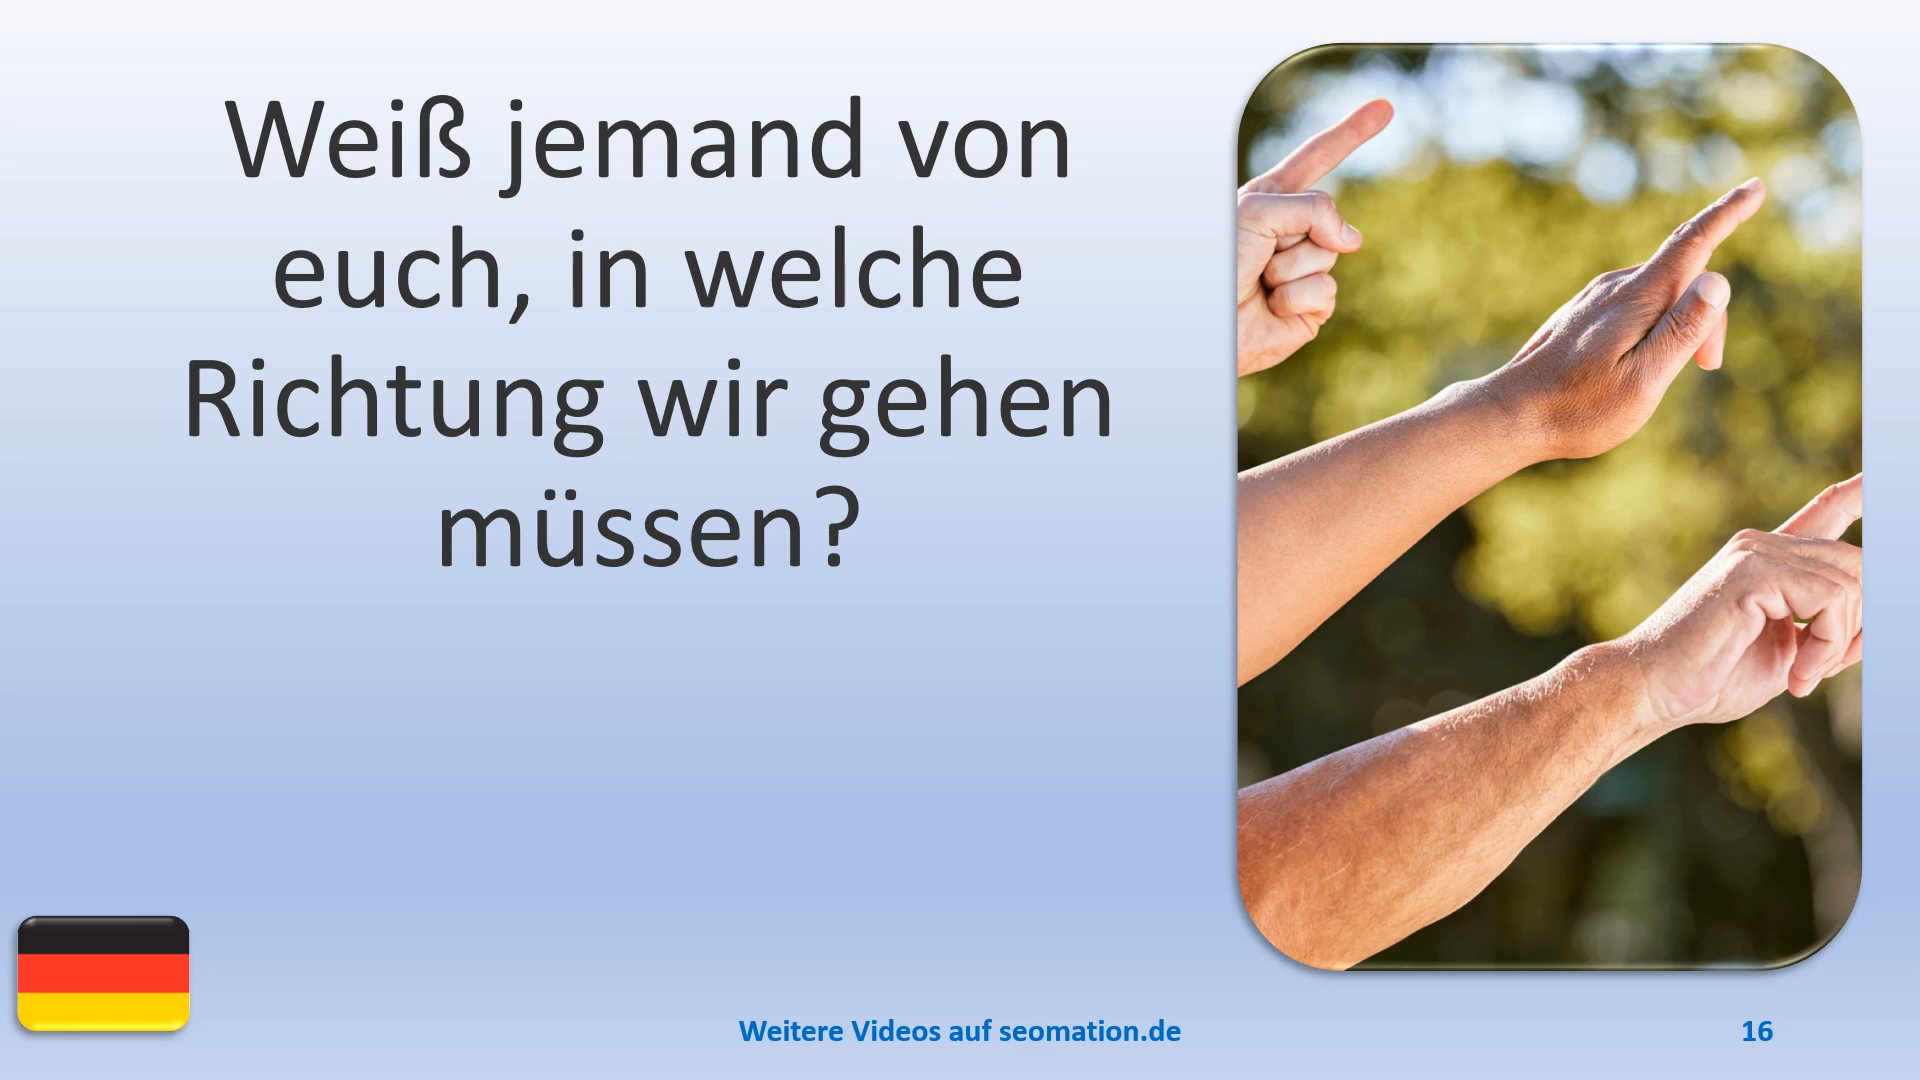 Weiß jemand von
euch, in welche
Richtung wir gehen
müssen?
Weitere Videos auf seomation.de
16